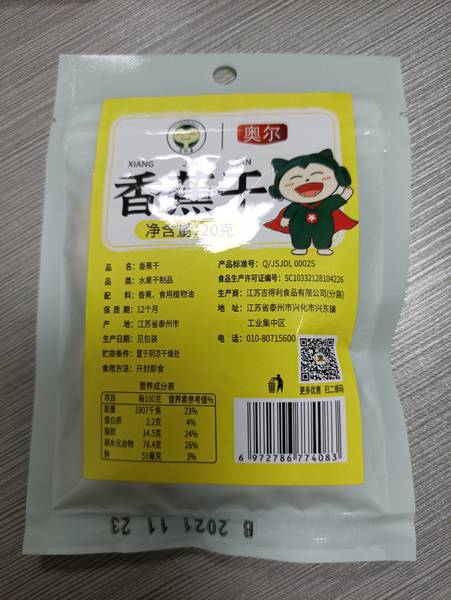 奥尔
XIANG JIAO GAN
香蕉干
净含量:20克
品 名：香蕉干
品 类：水果干制品
配 料：香蕉、食用植物油
保 质 期：12个月
产 地：江苏省泰州市
生产日期：见包装
贮存条件：置于阴凉干燥处
食用方法：开封即食
产品标准号：Q/JSJDL 0002S
食品生产许可证编号：SC10332128104226
生产商：江苏吉得利食品有限公司(分装)
地 址：江苏省泰州市兴化市兴东镇
工业集中区
电 话：010-80715600
更多优惠 扫二维码
营养成分表
项目 每100克 营养素参考值%
能量 1907千焦 23%
蛋白质 2.2克 4%
脂肪 14.5克 24%
碳水化合物 78.4克 26%
钠 51毫克 3%
6 972786 774083
B 2021 11 23